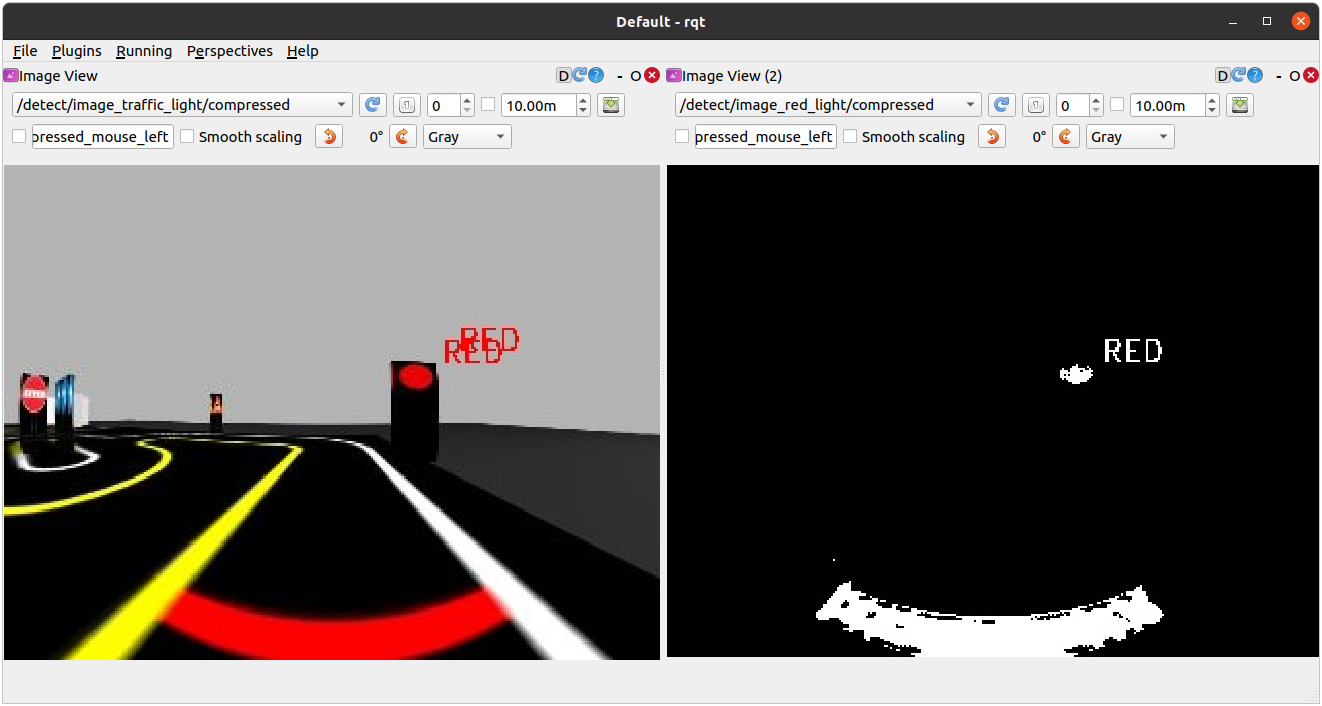 Default - rqt
File Plugins Running Perspectives Help
Image View
D - O
/detect/image_traffic_light/compressed 0 10.00m
pressed_mouse_left Smooth scaling 0° Gray
RED
RED
Image View (2)
D - O
/detect/image_red_light/compressed 0 10.00m
pressed_mouse_left Smooth scaling 0° Gray
RED